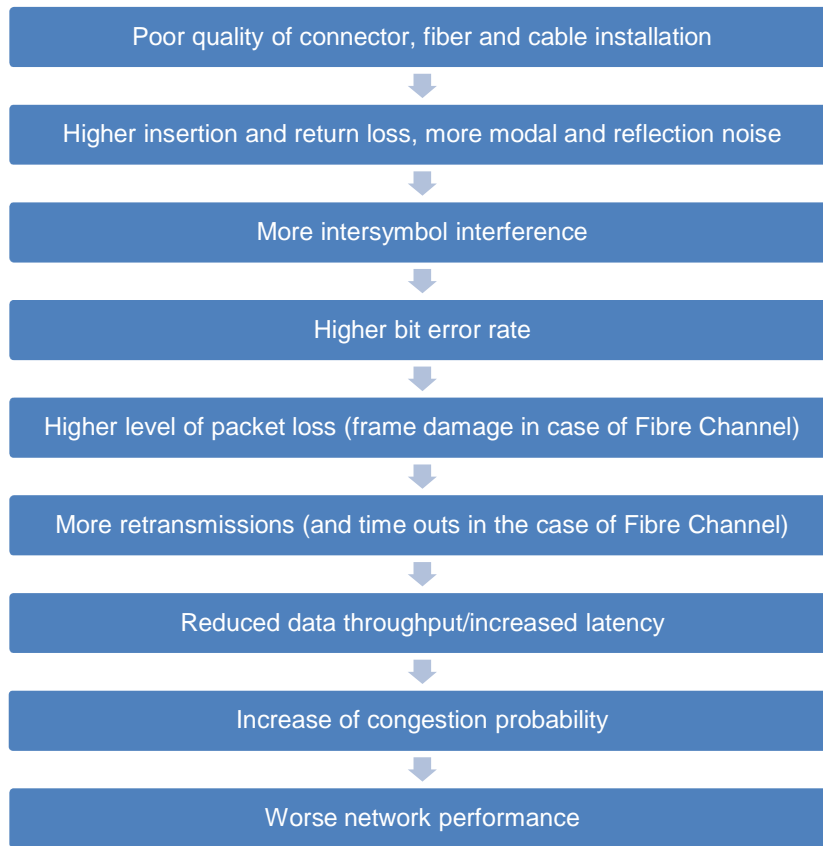 Poor quality of connector, fiber and cable installation
Higher insertion and return loss, more modal and reflection noise
More intersymbol interference
Higher bit error rate
Higher level of packet loss (frame damage in case of Fibre Channel)
More retransmissions (and time outs in the case of Fibre Channel)
Reduced data throughput/increased latency
Increase of congestion probability
Worse network performance